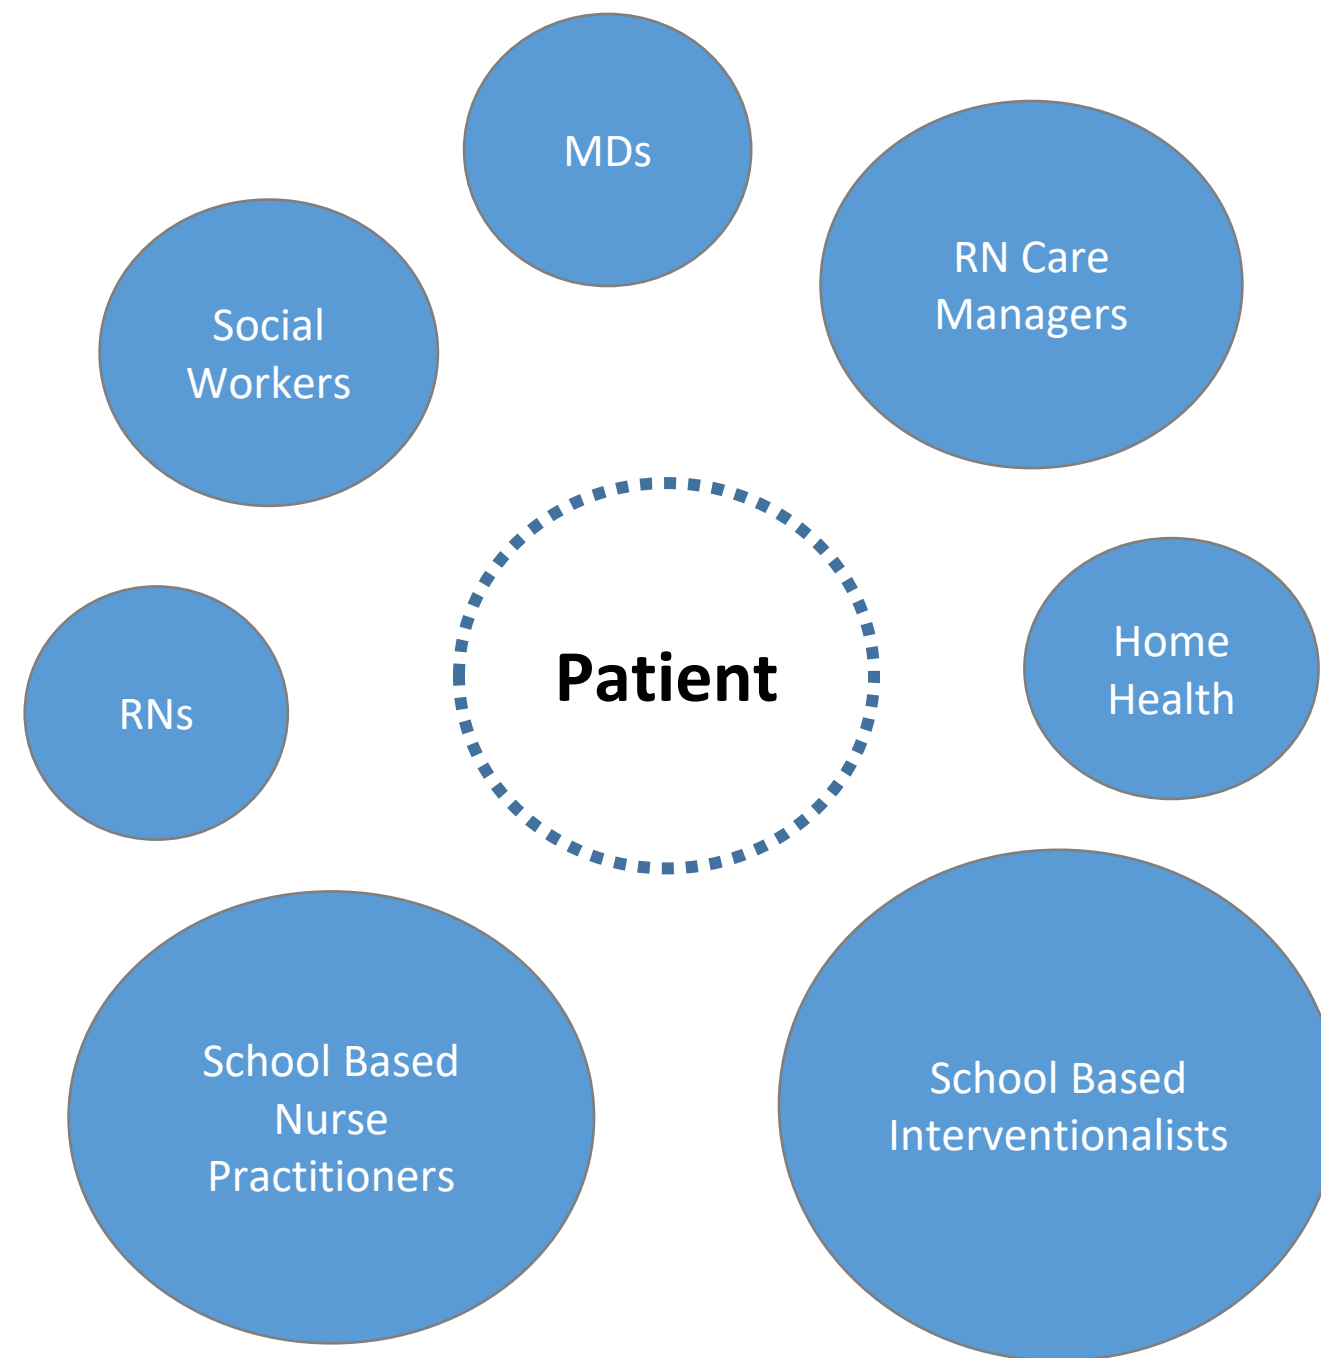 MDs
RN Care
Managers
Social
Workers
Home
Health
Patient
RNs
School Based
Nurse
Practitioners
School Based
Interventionalists